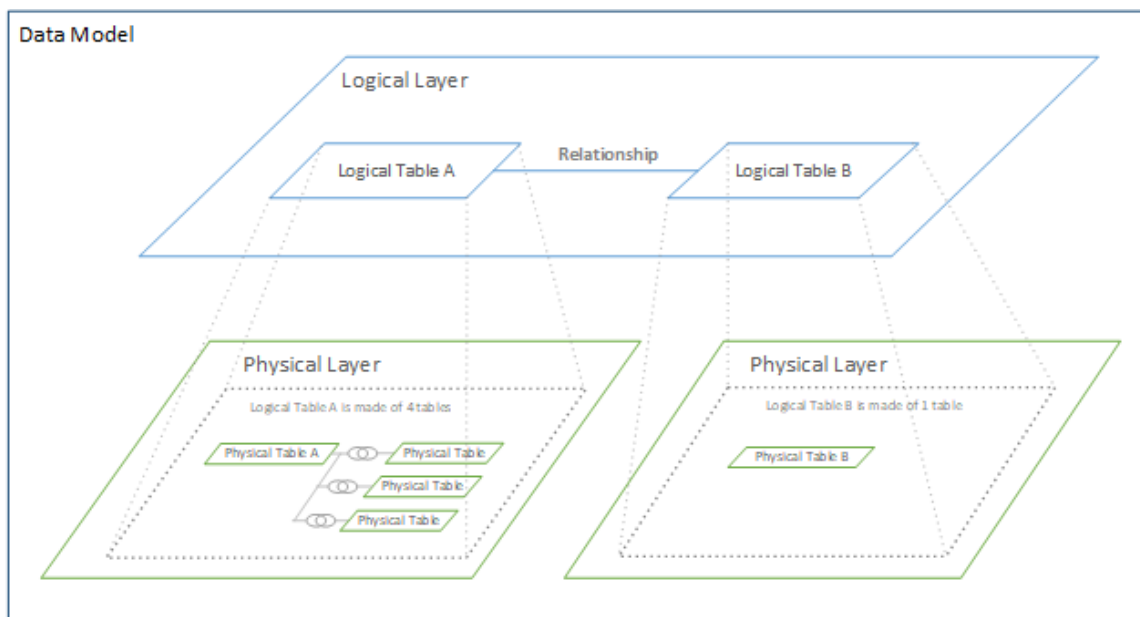 Data Model
Logical Layer
Logical Table A
Relationship
Logical Table B
Physical Layer
Logical Table A is made of 4 tables
Physical Table A
Physical Table
Physical Table
Physical Table
Physical Layer
Logical Table B is made of 1 table
Physical Table B